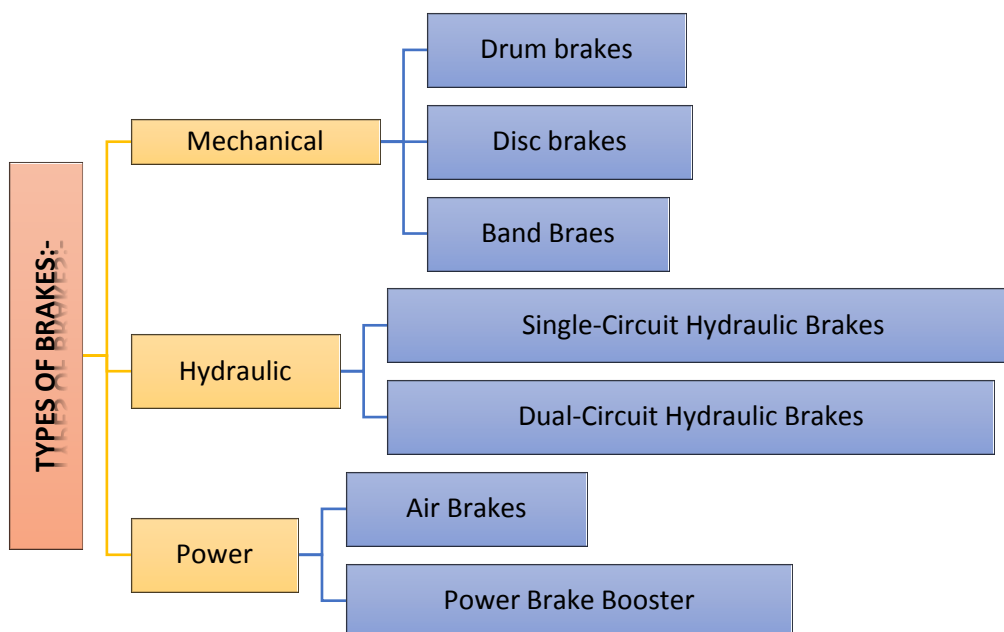 TYPES OF BRAKES:-
Mechanical
Drum brakes
Disc brakes
Band Braes
Hydraulic
Single-Circuit Hydraulic Brakes
Dual-Circuit Hydraulic Brakes
Power
Air Brakes
Power Brake Booster